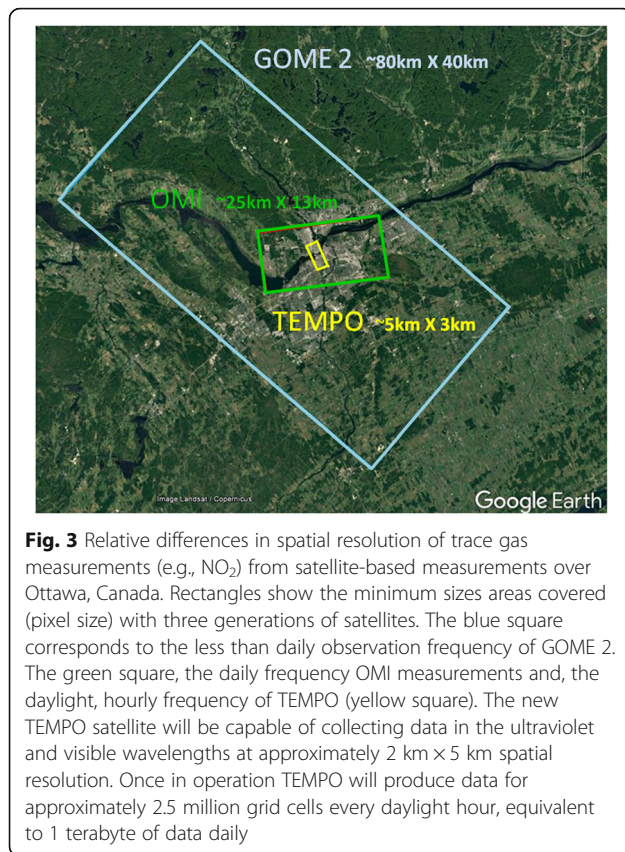 GOME 2 ~80km X 40km
OMI ~25km X 13km
TEMPO ~5km X 3km
Image Landsat / Copernicus
Google Earth
Fig. 3 Relative differences in spatial resolution of trace gas
measurements (e.g., NO₂) from satellite-based measurements over
Ottawa, Canada. Rectangles show the minimum sizes areas covered
(pixel size) with three generations of satellites. The blue square
corresponds to the less than daily observation frequency of GOME 2.
The green square, the daily frequency OMI measurements and, the
daylight, hourly frequency of TEMPO (yellow square). The new
TEMPO satellite will be capable of collecting data in the ultraviolet
and visible wavelengths at approximately 2 km × 5 km spatial
resolution. Once in operation TEMPO will produce data for
approximately 2.5 million grid cells every daylight hour, equivalent
to 1 terabyte of data daily